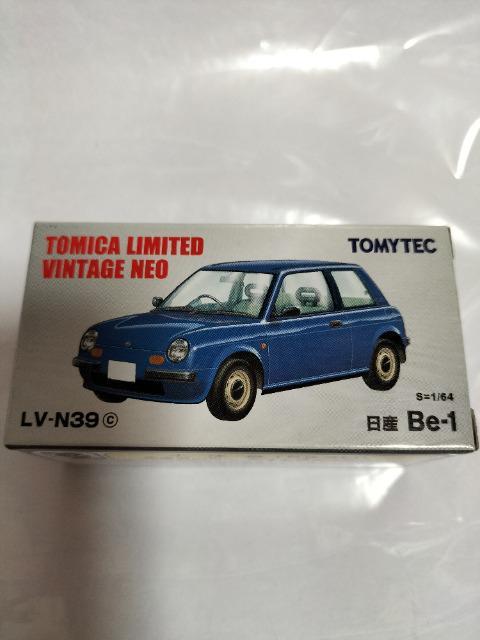 TOMICA LIMITED
VINTAGE NEO
TOMYTEC
S=1/64
LV-N39 ⓒ
日産 Be-1